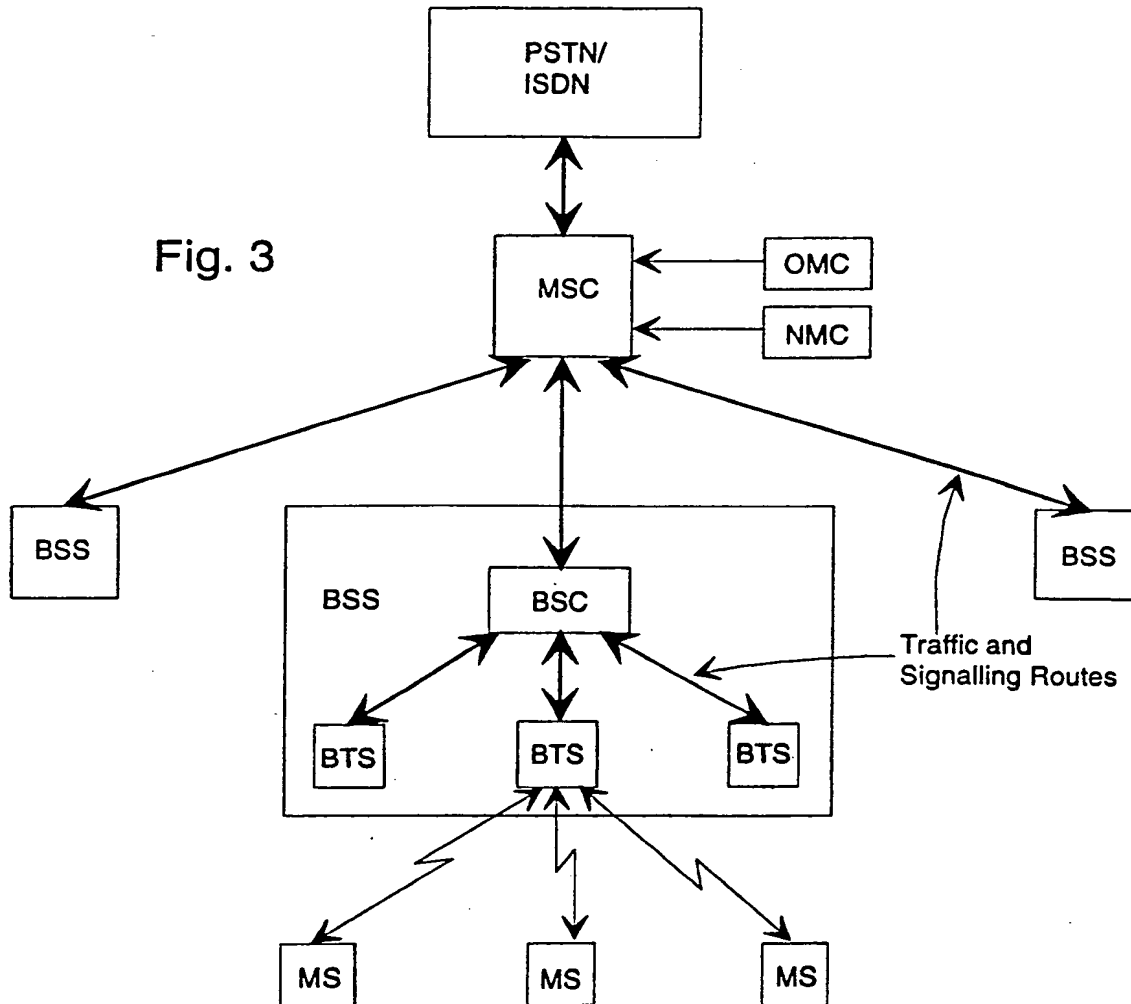 PSTN/
ISDN
Fig. 3
MSC
OMC
NMC
BSS
BSS
BSC
BSS
Traffic and
Signalling Routes
BTS
BTS
BTS
MS
MS
MS